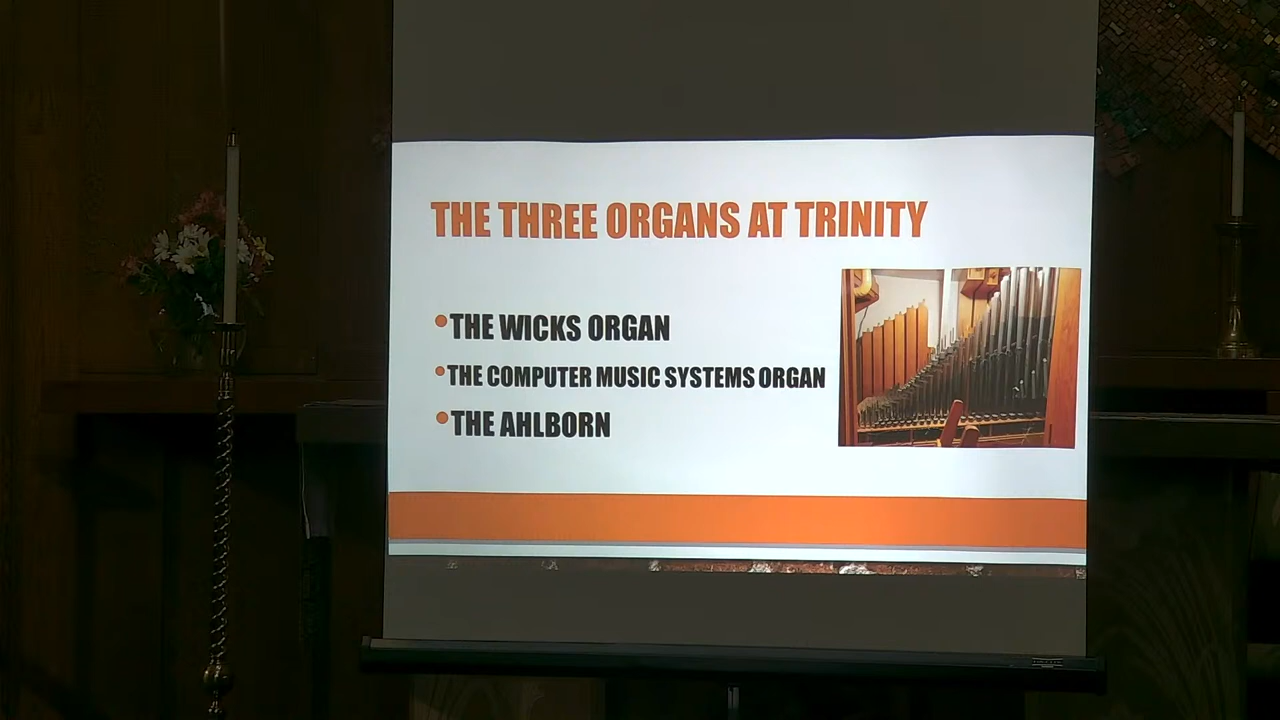 THE THREE ORGANS AT TRINITY
•THE WICKS ORGAN
•THE COMPUTER MUSIC SYSTEMS ORGAN
•THE AHLBORN